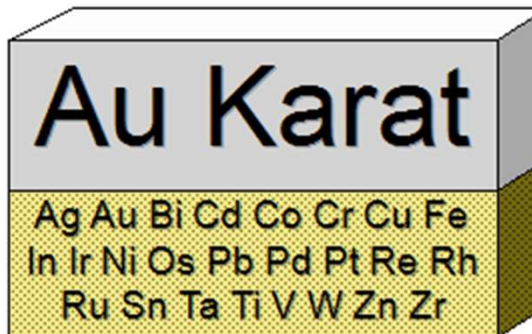 Au Karat
Ag Au Bi Cd Co Cr Cu Fe
In Ir Ni Os Pb Pd Pt Re Rh
Ru Sn Ta Ti V W Zn Zr